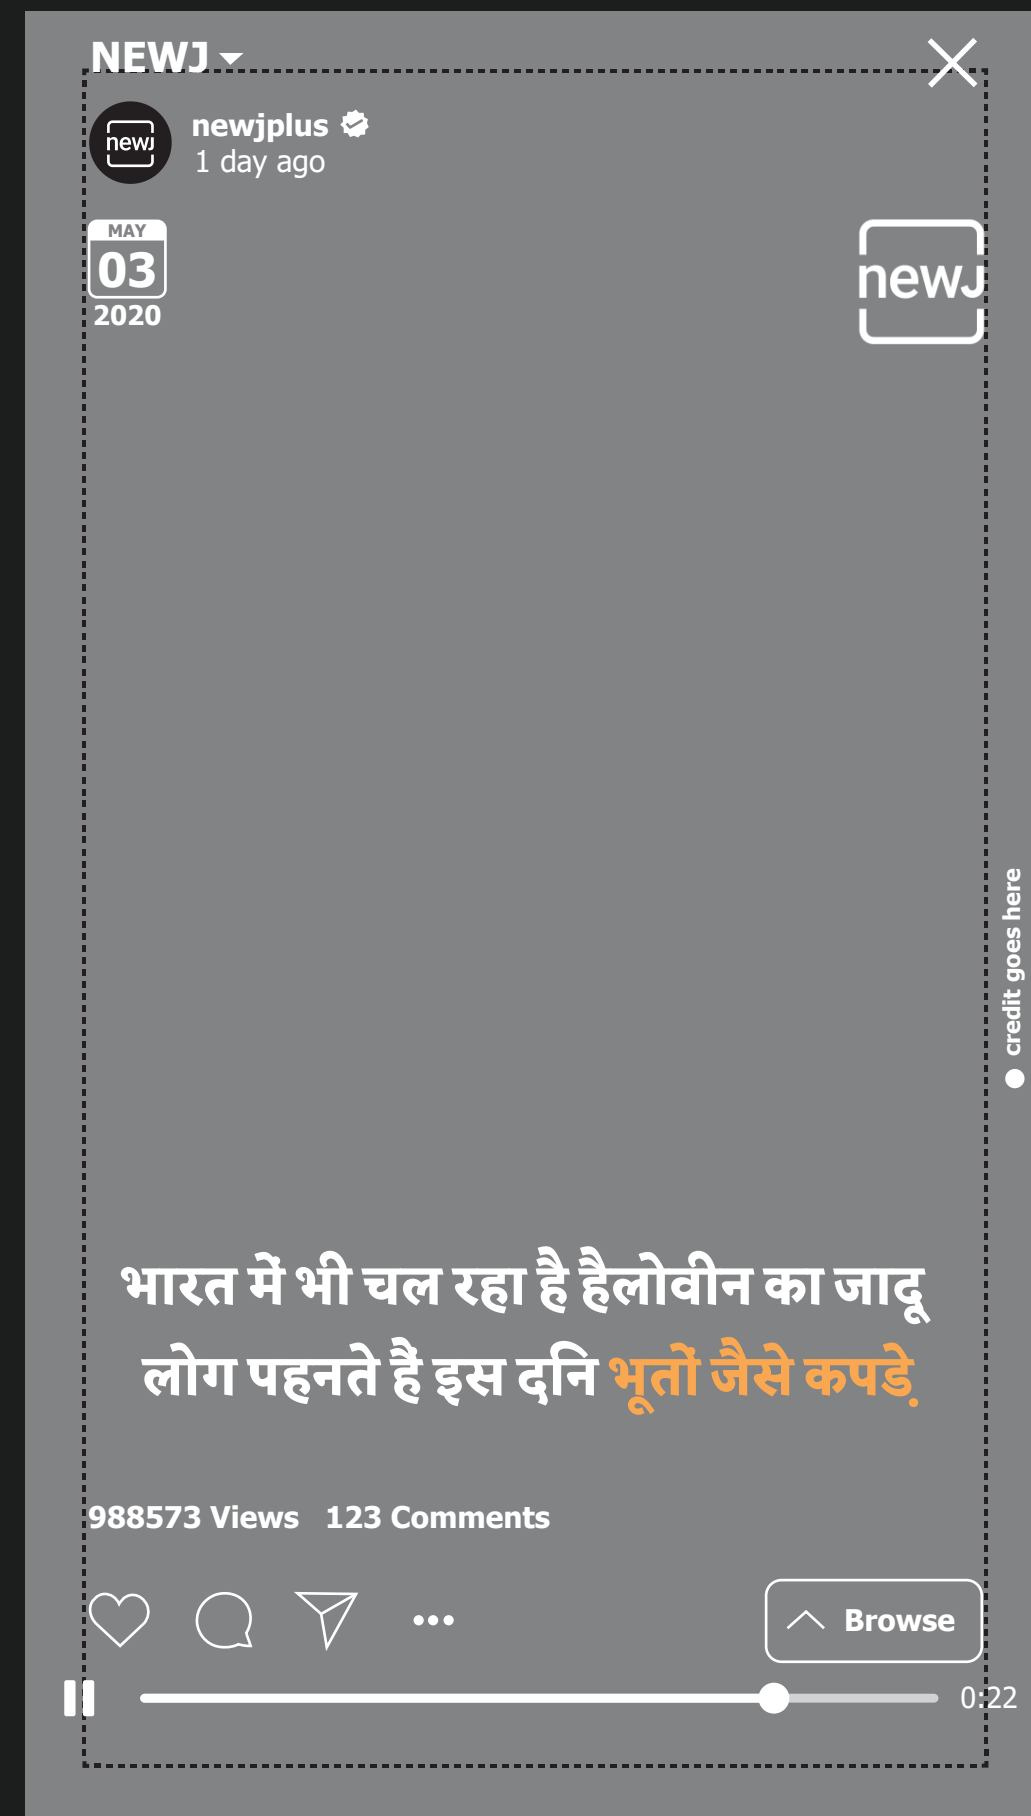 NEWJ
newj
newjplus
1 day ago
MAY
03
2020
newJ
credit goes here
भारत में भी चल रहा है हैलोवीन का जादू
लोग पहनते हैं इस दनि भूतों जैसे कपडे़
988573 Views 123 Comments
Browse
0:22